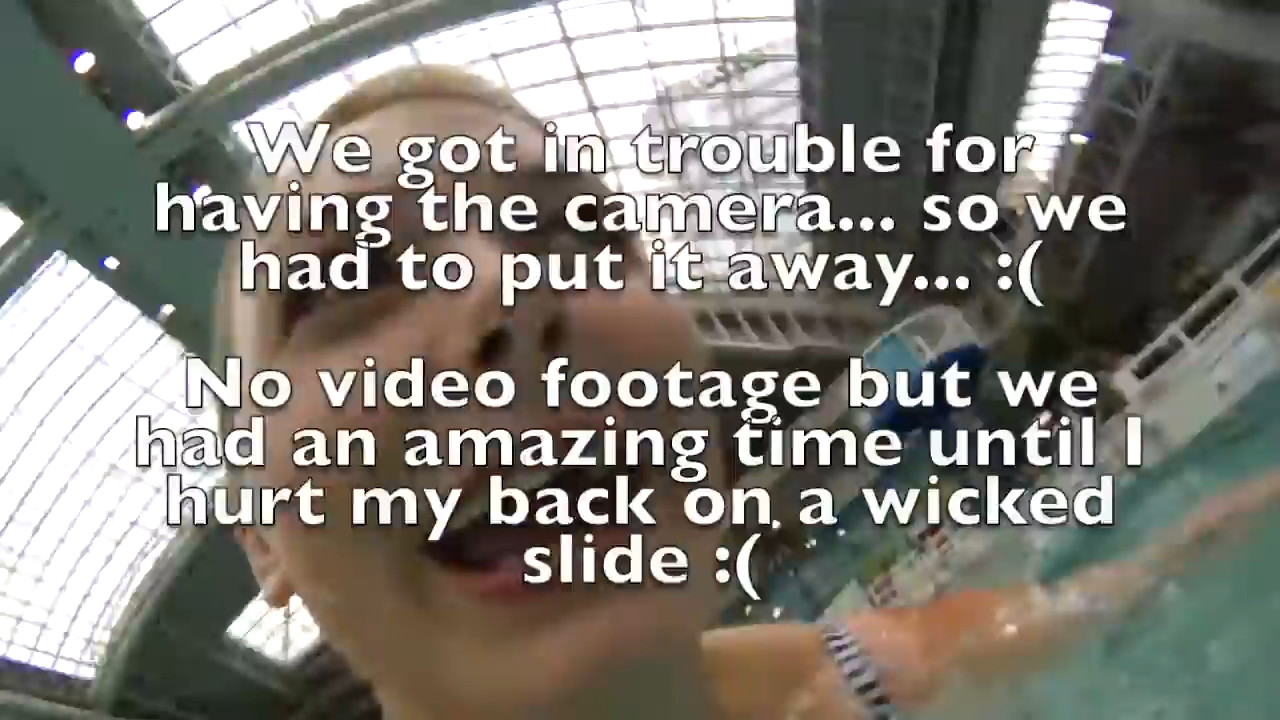 We got in trouble for
having the camera... so we
had to put it away... :(
No video footage but we
had an amazing time until I
hurt my back on a wicked
slide :(